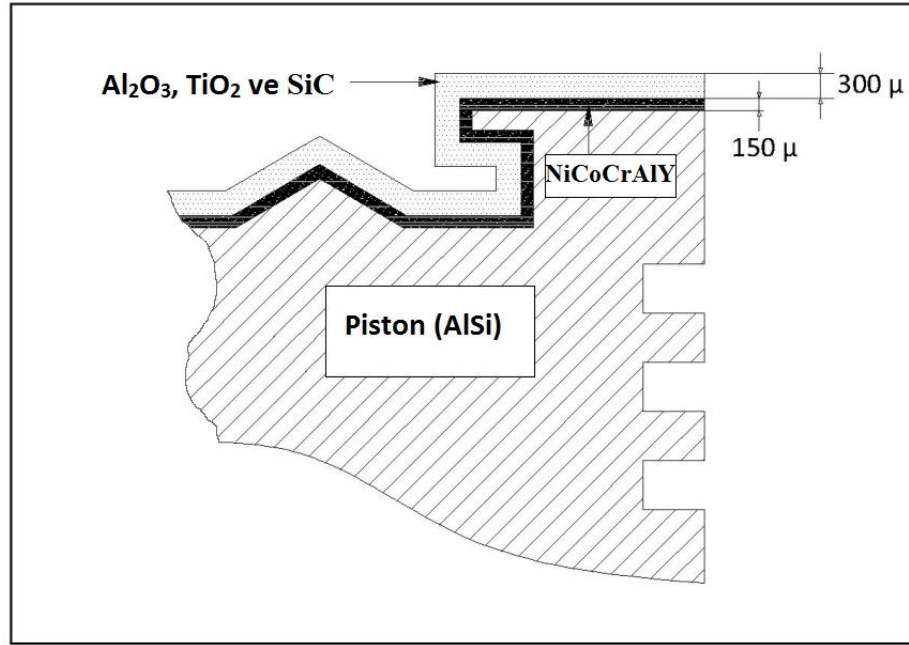 Al₂O₃, TiO₂ ve SiC
300 µ
150 µ
NiCoCrAlY
Piston (AlSi)